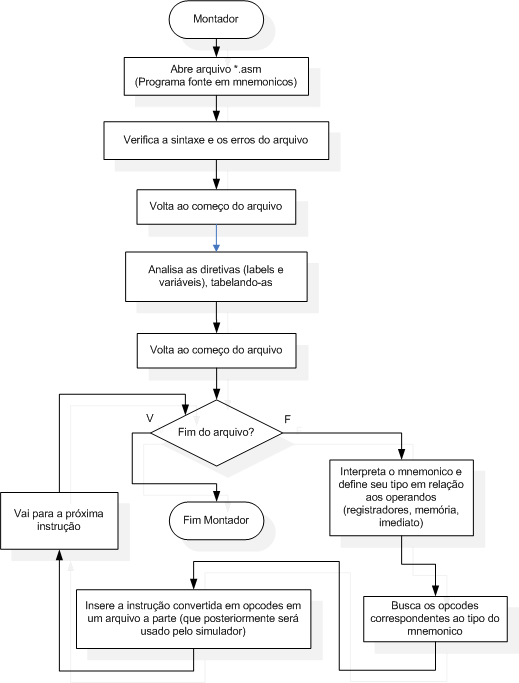 Montador
Abre arquivo *.asm
(Programa fonte em mnemonicos)
Verifica a sintaxe e os erros do arquivo
Volta ao começo do arquivo
Analisa as diretivas (labels e
variáveis), tabelando-as
Volta ao começo do arquivo
V
F
Fim do arquivo?
Interpreta o mnemonico e
define seu tipo em relação
aos operandos
(registradores, memória,
imediato)
Vai para a próxima
instrução
Fim Montador
Insere a instrução convertida em opcodes em
um arquivo a parte (que posteriormente será
usado pelo simulador)
Busca os opcodes
correspondentes ao tipo do
mnemonico